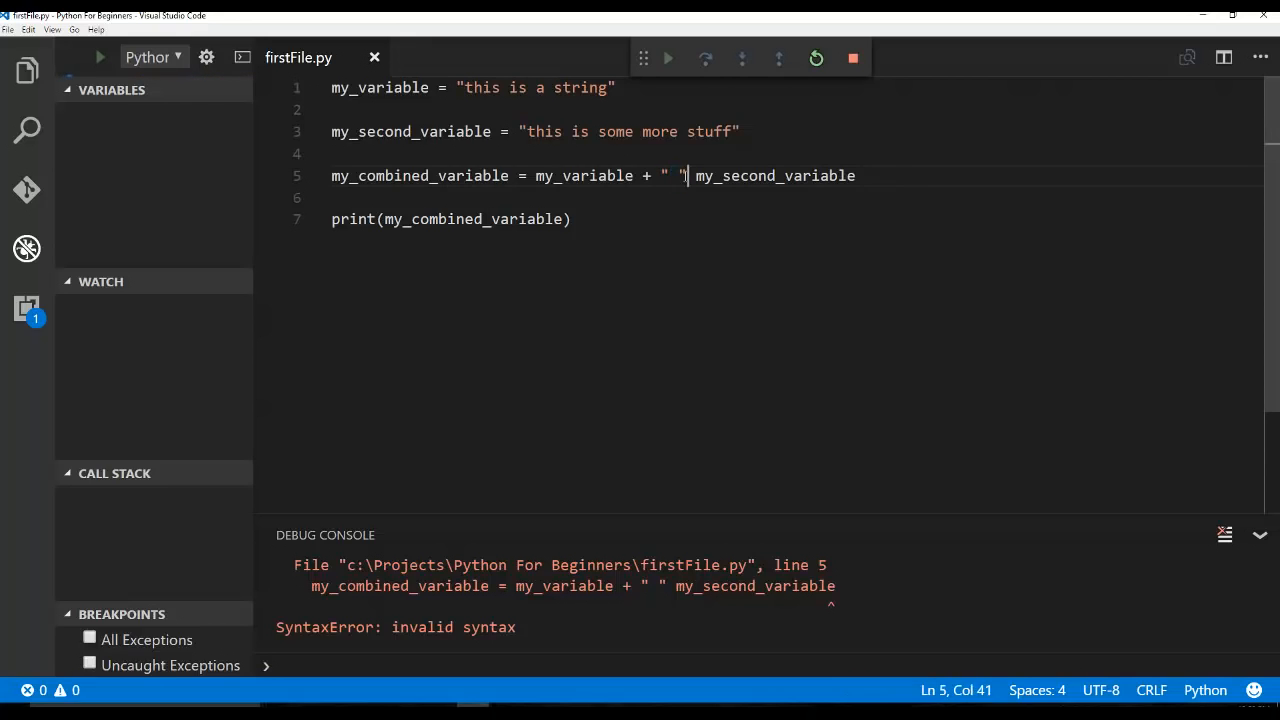 firstFile.py - Python For Beginners - Visual Studio Code
File Edit View Go Help
Python
firstFile.py
VARIABLES
WATCH
CALL STACK
BREAKPOINTS
All Exceptions
Uncaught Exceptions
1 my_variable = "this is a string"
2
3 my_second_variable = "this is some more stuff"
4
5 my_combined_variable = my_variable + " " my_second_variable
6
7 print(my_combined_variable)
1
DEBUG CONSOLE
File "c:\Projects\Python For Beginners\firstFile.py", line 5
my_combined_variable = my_variable + " " my_second_variable
^
SyntaxError: invalid syntax
0 0
Ln 5, Col 41 Spaces: 4 UTF-8 CRLF Python